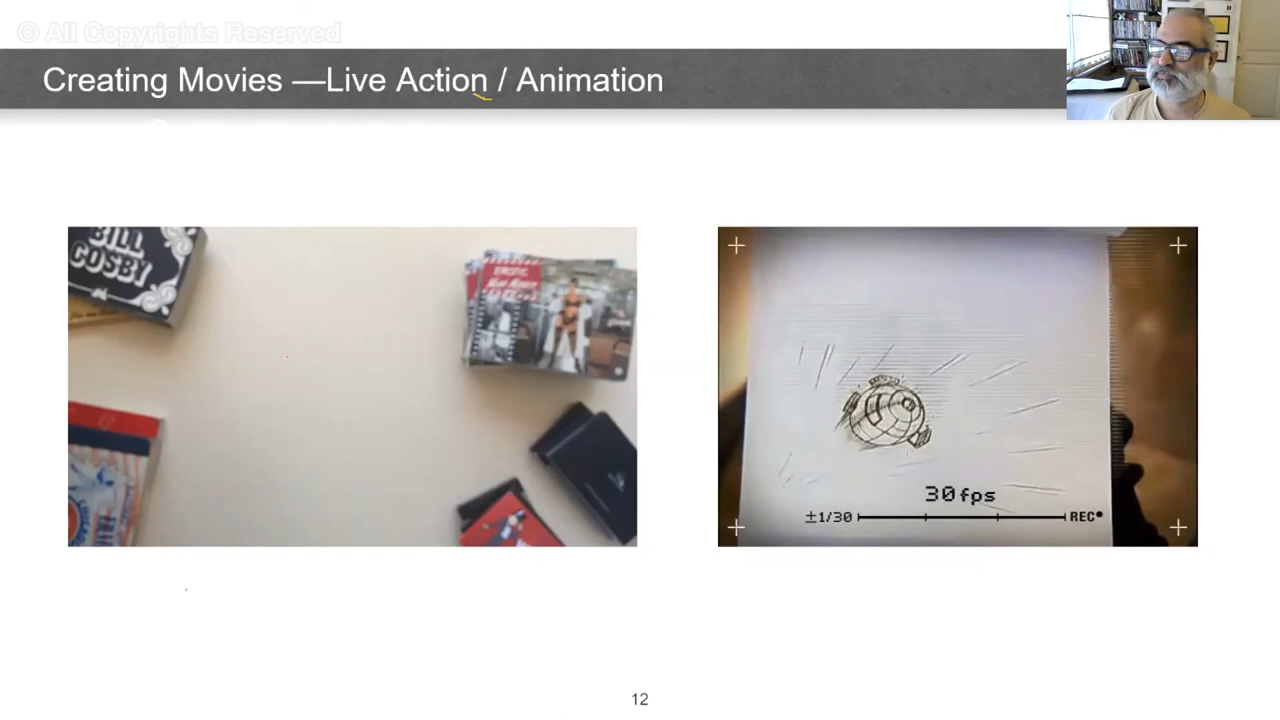 © All Copyrights Reserved
Creating Movies —Live Action / Animation
BILL
COSBY
EROTIC
30 fps
±1/30
REC
12